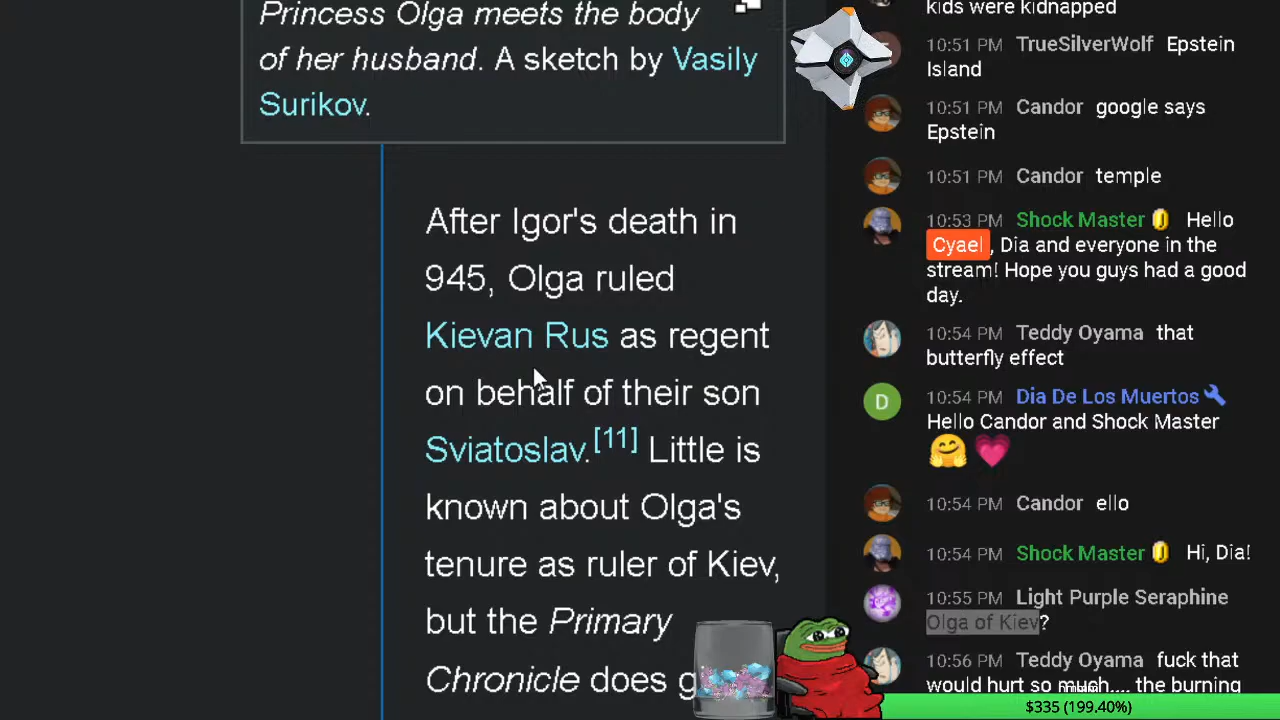 Princess Olga meets the body
of her husband. A sketch by Vasily
Surikov.
After Igor's death in
945, Olga ruled
Kievan Rus as regent
on behalf of their son
Sviatoslav.[11] Little is
known about Olga's
tenure as ruler of Kiev,
but the Primary
Chronicle does g
kids were kidnapped
10:51 PM TrueSilverWolf Epstein
Island
10:51 PM Candor google says
Epstein
10:51 PM Candor temple
10:53 PM Shock Master Hello
Cyael, Dia and everyone in the
stream! Hope you guys had a good
day.
10:54 PM Teddy Oyama that
butterfly effect
D
10:54 PM Dia De Los Muertos
Hello Candor and Shock Master
10:54 PM Candor ello
10:54 PM Shock Master Hi, Dia!
10:55 PM Light Purple Seraphine
Olga of Kiev?
10:56 PM Teddy Oyama fuck that
would hurt so much.... the burning
$335 (199.40%)